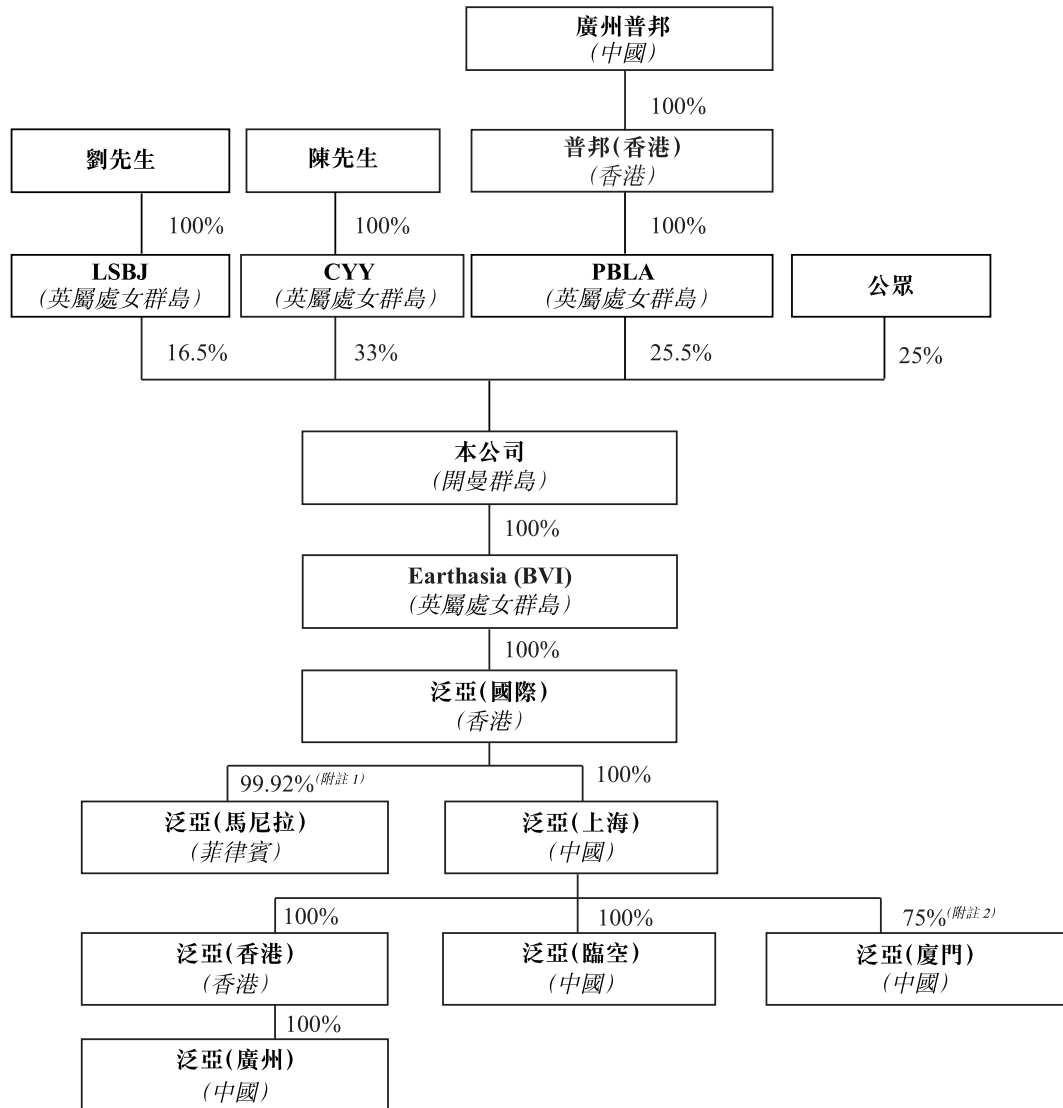 廣州普邦
(中國)
100%
劉先生
陳先生
普邦(香港)
(香港)
100%
100%
100%
LSBJ
(英屬處女群島)
CYY
(英屬處女群島)
PBLA
(英屬處女群島)
公眾
16.5%
33%
25.5%
25%
本公司
(開曼群島)
100%
Earthasia (BVI)
(英屬處女群島)
100%
泛亞(國際)
(香港)
99.92%(附註 1)
100%
泛亞(馬尼拉)
(菲律賓)
泛亞(上海)
(中國)
100%
100%
75%(附註 2)
泛亞(香港)
(香港)
泛亞(臨空)
(中國)
泛亞(廈門)
(中國)
100%
泛亞(廣州)
(中國)